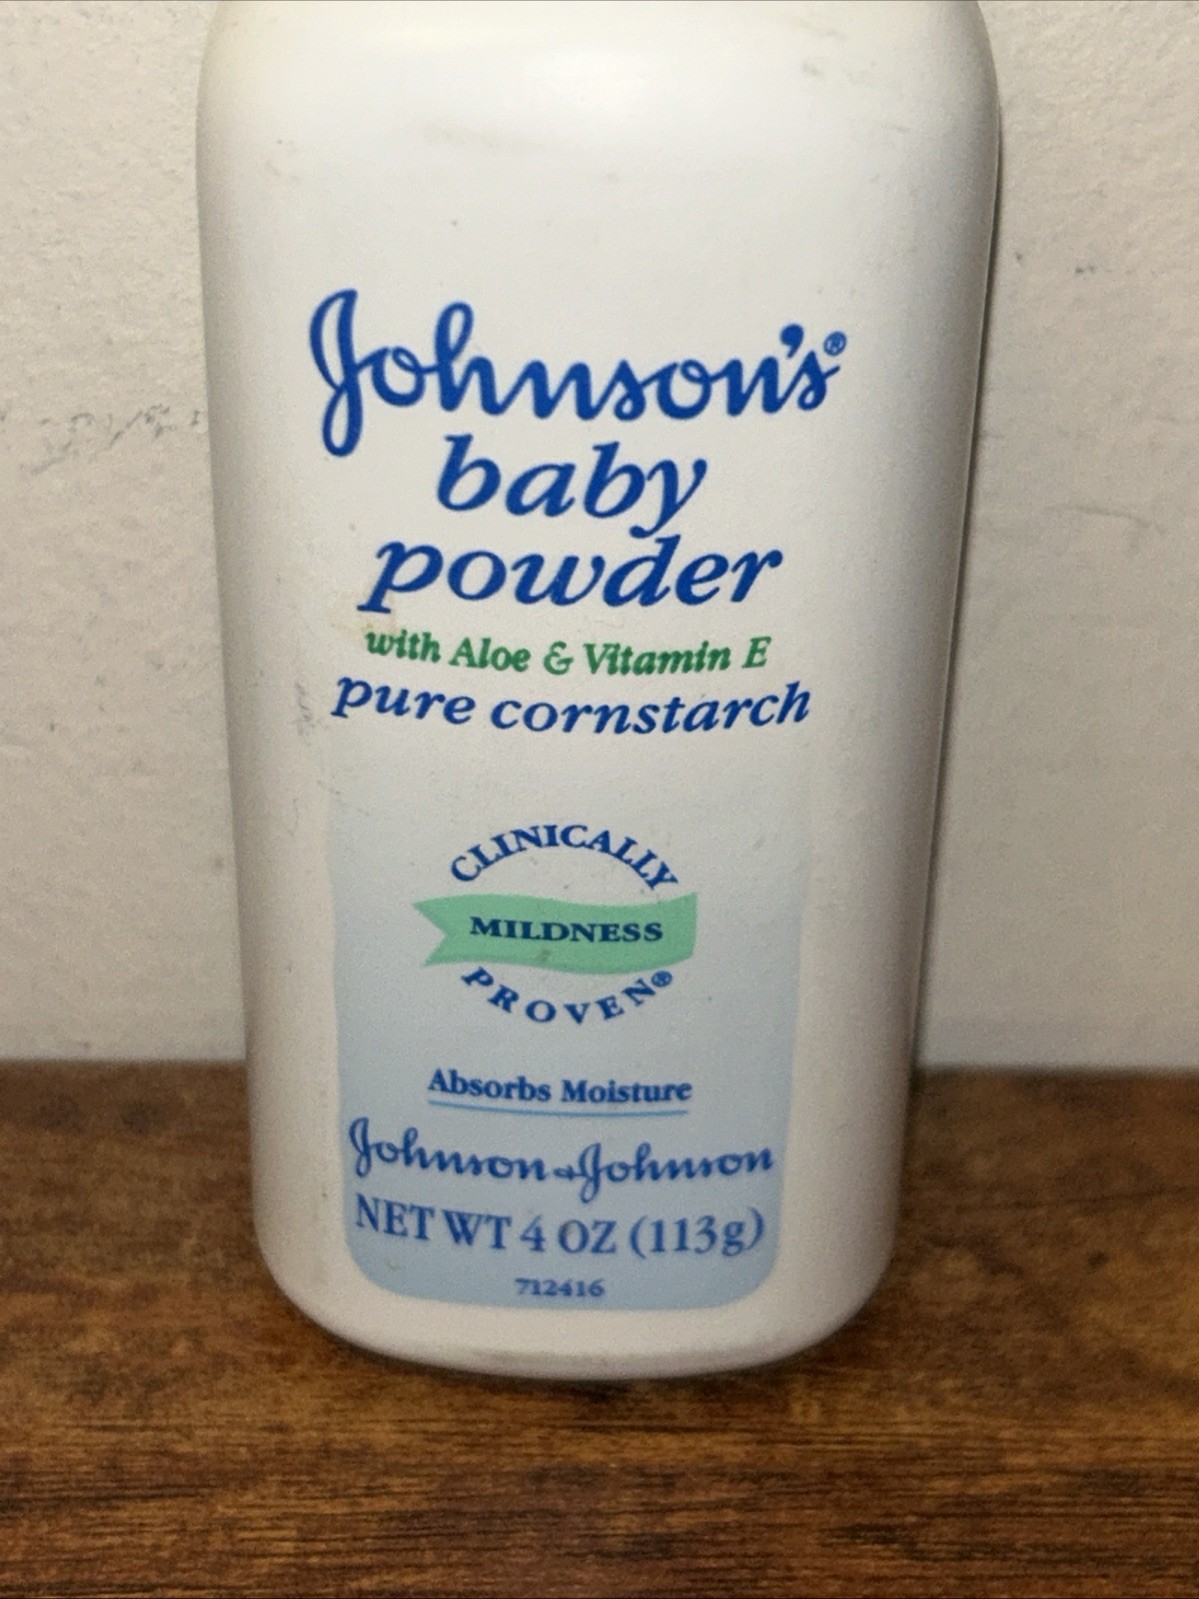 Johnson's®
baby
powder
with Aloe & Vitamin E
pure cornstarch
CLINICALLY
MILDNESS
PROVEN®
Absorbs Moisture
Johnson & Johnson
NET WT 4 OZ (113g)
712416